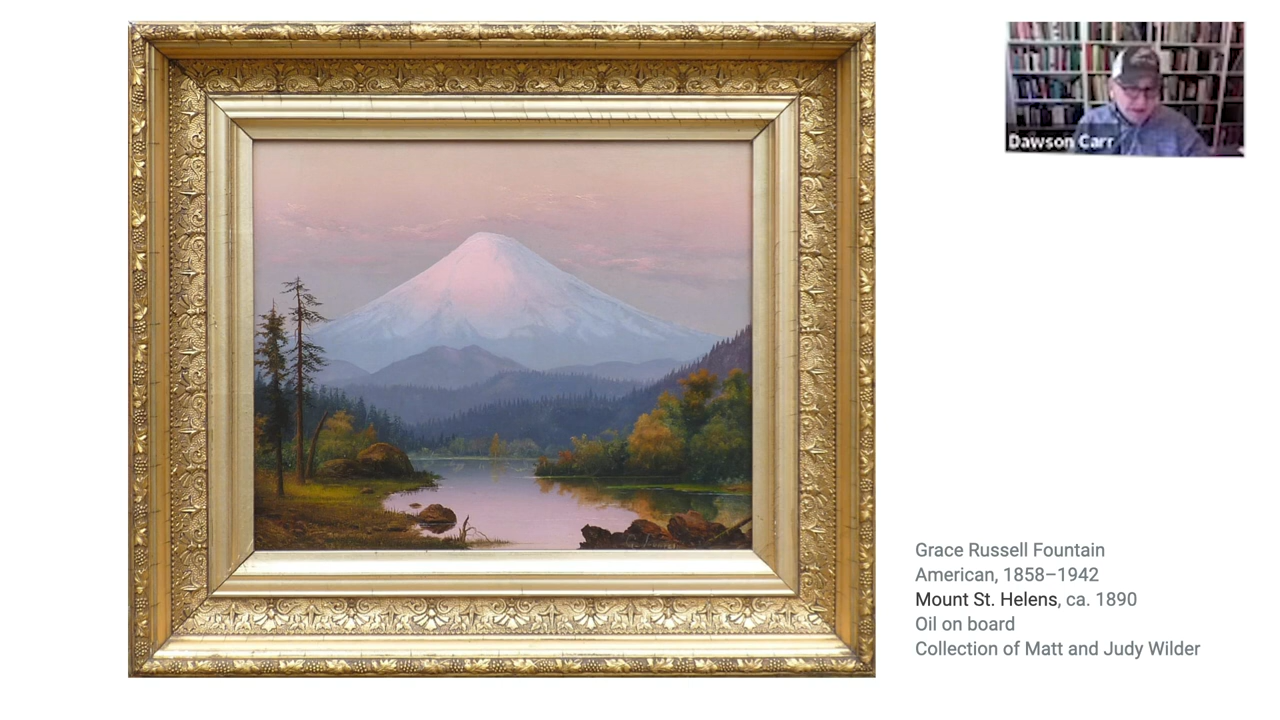 Dawson Carr
Grace Russell Fountain
American, 1858–1942
Mount St. Helens, ca. 1890
Oil on board
Collection of Matt and Judy Wilder